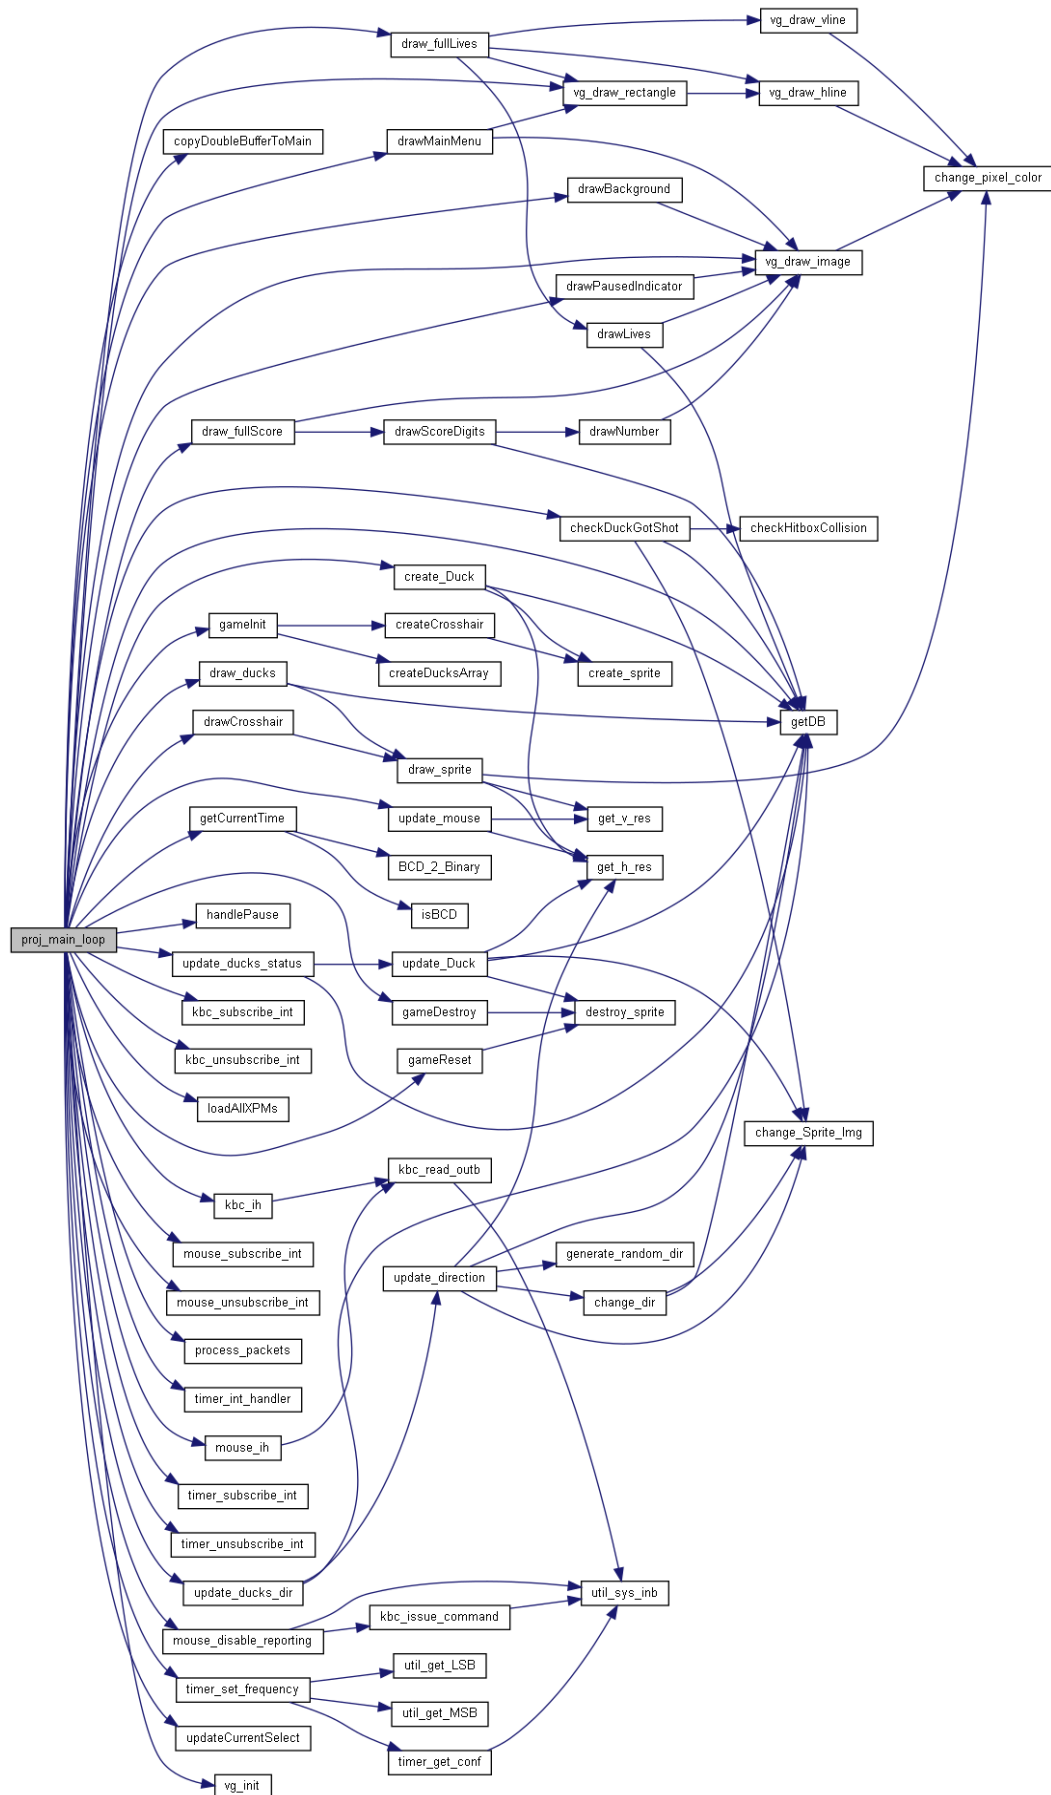 vg_draw_vline
draw_fullLives
vg_draw_rectangle
vg_draw_hline
copyDoubleBufferToMain
drawMainMenu
change_pixel_color
drawBackground
vg_draw_image
drawPausedIndicator
drawLives
draw_fullScore
drawScoreDigits
drawNumber
checkDuckGotShot
checkHitboxCollision
create_Duck
gameInit
createCrosshair
draw_ducks
createDucksArray
create_sprite
drawCrosshair
getDB
draw_sprite
getCurrentTime
update_mouse
get_v_res
BCD_2_Binary
get_h_res
handlePause
isBCD
proj_main_loop
update_ducks_status
update_Duck
kbc_subscribe_int
gameDestroy
destroy_sprite
kbc_unsubscribe_int
gameReset
loadAllXPMs
change_Sprite_Img
kbc_read_outb
kbc_ih
mouse_subscribe_int
generate_random_dir
update_direction
mouse_unsubscribe_int
change_dir
process_packets
timer_int_handler
mouse_ih
timer_subscribe_int
timer_unsubscribe_int
update_ducks_dir
util_sys_inb
kbc_issue_command
mouse_disable_reporting
util_get_LSB
timer_set_frequency
util_get_MSB
updateCurrentSelect
timer_get_conf
vg_init